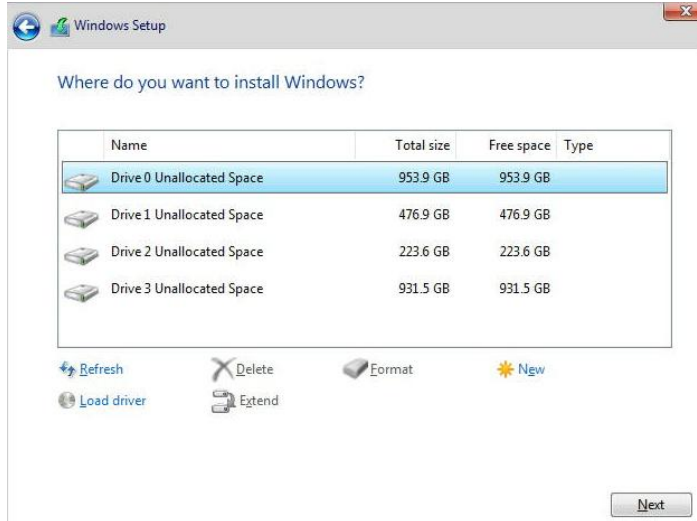 Windows Setup
Where do you want to install Windows?
Name Total size Free space Type
Drive 0 Unallocated Space 953.9 GB 953.9 GB
Drive 1 Unallocated Space 476.9 GB 476.9 GB
Drive 2 Unallocated Space 223.6 GB 223.6 GB
Drive 3 Unallocated Space 931.5 GB 931.5 GB
Refresh Delete Format New
Load driver Extend
Next